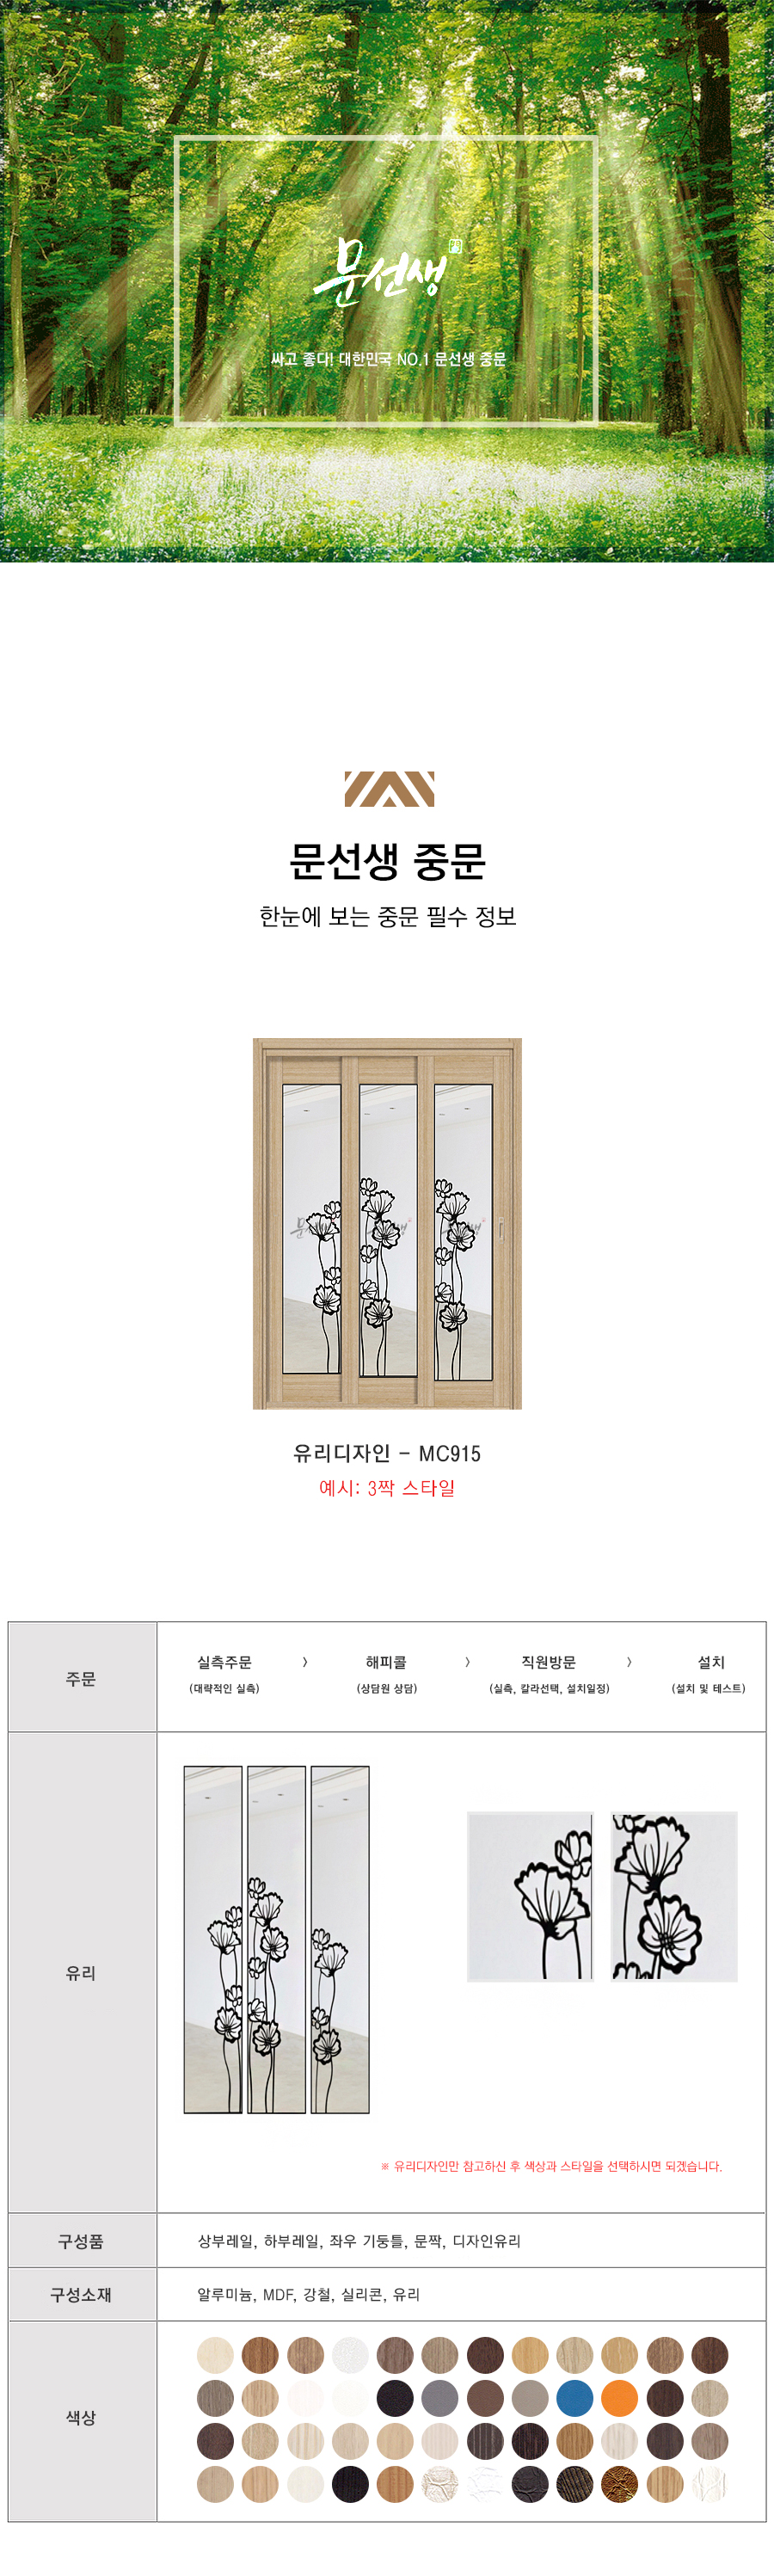 문선생
싸고 좋다! 대한민국 NO.1 문선생 중문
문선생 중문
한눈에 보는 중문 필수 정보
문선생 문선생
유리디자인 - MC915
예시: 3짝 스타일
주문
실측주문 > 해피콜 > 직원방문 > 설치
(대략적인 실측) (상담원 상담) (실측, 칼라선택, 설치일정) (설치 및 테스트)
유리
※ 유리디자인만 참고하신 후 색상과 스타일을 선택하시면 되겠습니다.
구성품 상부레일, 하부레일, 좌우 기둥틀, 문짝, 디자인유리
구성소재 알루미늄, MDF, 강철, 실리콘, 유리
색상